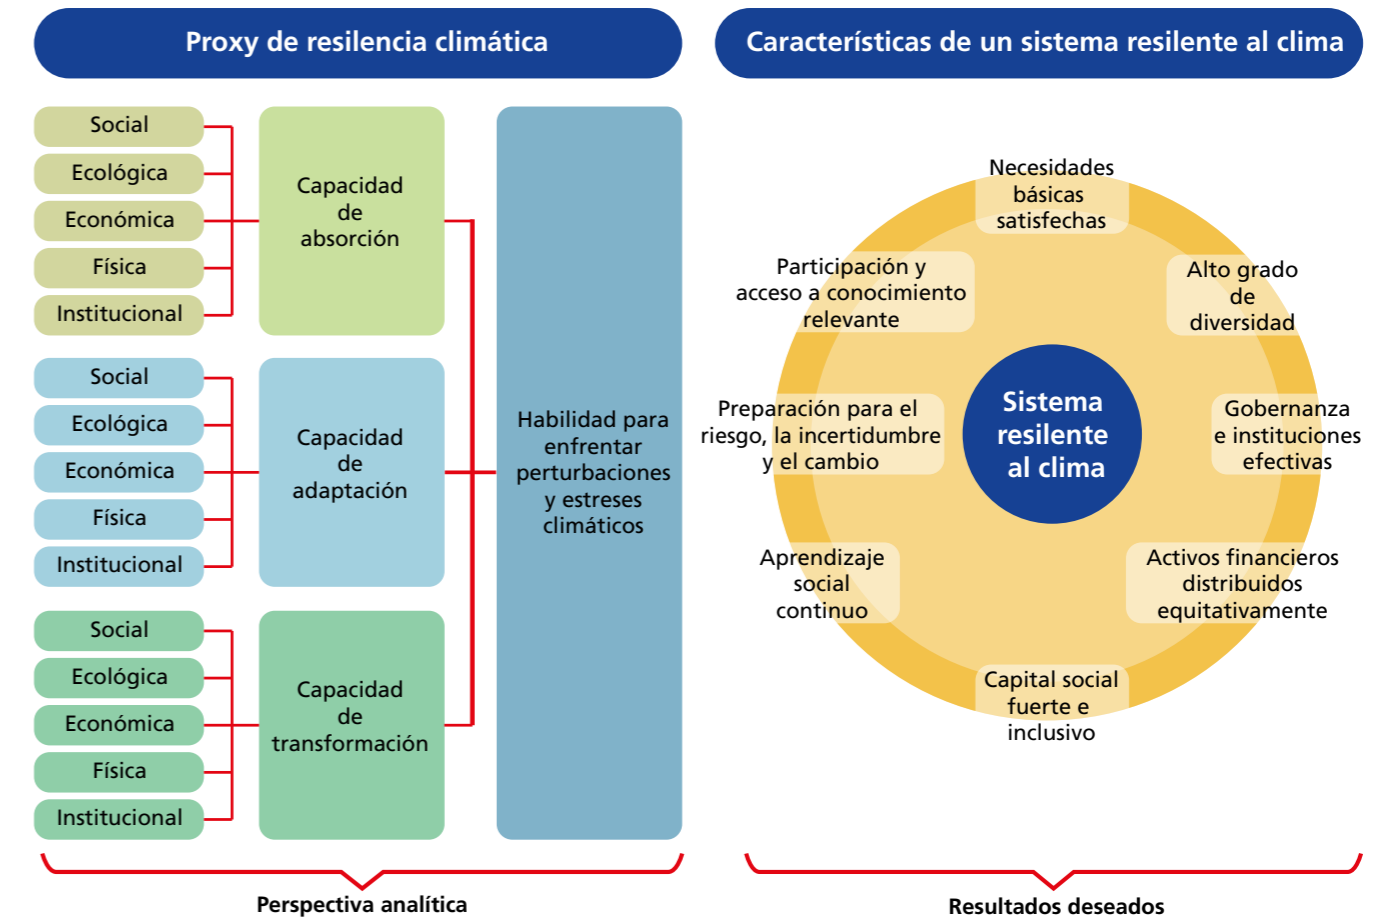 Proxy de resilencia climática
Social
Ecológica
Económica
Física
Institucional
Capacidad
de
absorción
Social
Ecológica
Económica
Física
Institucional
Capacidad
de
adaptación
Social
Ecológica
Económica
Física
Institucional
Capacidad
de
transformación
Habilidad para
enfrentar
perturbaciones
y estreses
climáticos
Perspectiva analítica
Características de un sistema resilente al clima
Necesidades
básicas
satisfechas
Alto grado
de
diversidad
Gobernanza
e instituciones
efectivas
Activos financieros
distribuidos
equitativamente
Capital social
fuerte e
inclusivo
Aprendizaje
social
continuo
Preparación para el
riesgo, la incertidumbre
y el cambio
Participación y
acceso a conocimiento
relevante
Sistema
resilente
al clima
Resultados deseados